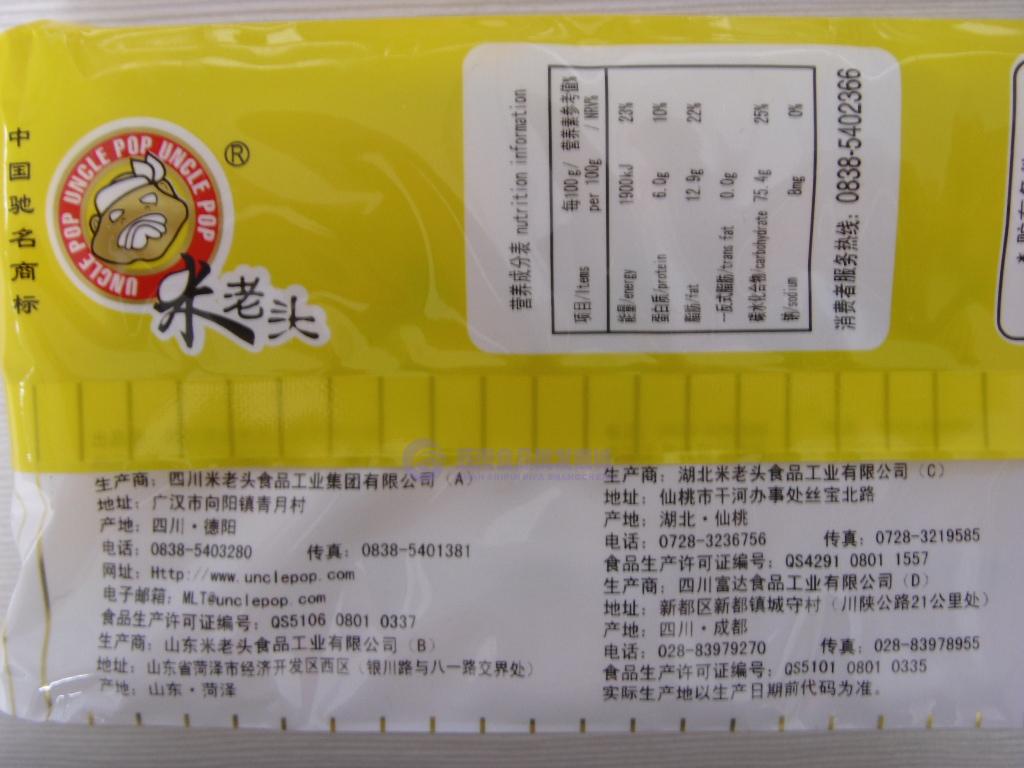 中国驰名商标
UNCLE POP UNCLE POP UNCLE POP UNCLE POP
®
米老头
营养成分表 nutrition information
项目/Items 每100g/per 100g 营养素参考值%/NRV%
能量/energy 1900kJ 23%
蛋白质/protein 6.0g 10%
脂肪/fat 12.9g 22%
—反式脂肪/trans fat 0.0g
碳水化合物/carbohydrate 75.4g 25%
钠/sodium 8mg 0%
消费者服务热线: 0838-5402366
生产商: 四川米老头食品工业集团有限公司 (A)
地址: 广汉市向阳镇青月村
产地: 四川·德阳
电话: 0838-5403280 传真: 0838-5401381
网址: Http://www.unclepop.com
电子邮箱: MLT@unclepop.com
食品生产许可证编号: QS5106 0801 0337
生产商: 山东米老头食品工业有限公司 (B)
地址: 山东省菏泽市经济开发区西区 (银川路与八一路交界处)
产地: 山东·菏泽
生产商: 湖北米老头食品工业有限公司 (C)
地址: 仙桃市干河办事处丝宝北路
产地: 湖北·仙桃
电话: 0728-3236756 传真: 0728-3219585
食品生产许可证编号: QS4291 0801 1557
生产商: 四川富达食品工业有限公司 (D)
地址: 新都区新都镇城守村 (川陕公路21公里处)
产地: 四川·成都
电话: 028-83979270 传真: 028-83978955
食品生产许可证编号: QS5101 0801 0335
实际生产地以生产日期前代码为准。